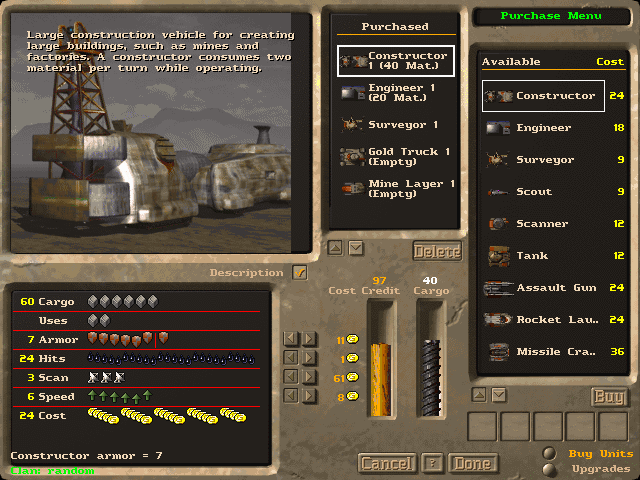 Large construction vehicle for creating
large buildings, such as mines and
factories. A constructor consumes two
material per turn while operating.
Description
Purchased
Constructor
1 (40 Mat.)
Engineer 1
(20 Mat.)
Surveyor 1
Gold Truck 1
(Empty)
Mine Layer 1
(Empty)
Delete
Purchase Menu
Available Cost
Constructor 24
Engineer 18
Surveyor 9
Scout 9
Scanner 12
Tank 12
Assault Gun 24
Rocket Lau.. 24
Missile Cra.. 36
Buy
Buy Units
Upgrades
60 Cargo
Uses
7 Armor
24 Hits
3 Scan
6 Speed
24 Cost
Constructor armor = 7
Clan: random
97 40
Cost Credit Cargo
11
1
61
8
Cancel ? Done